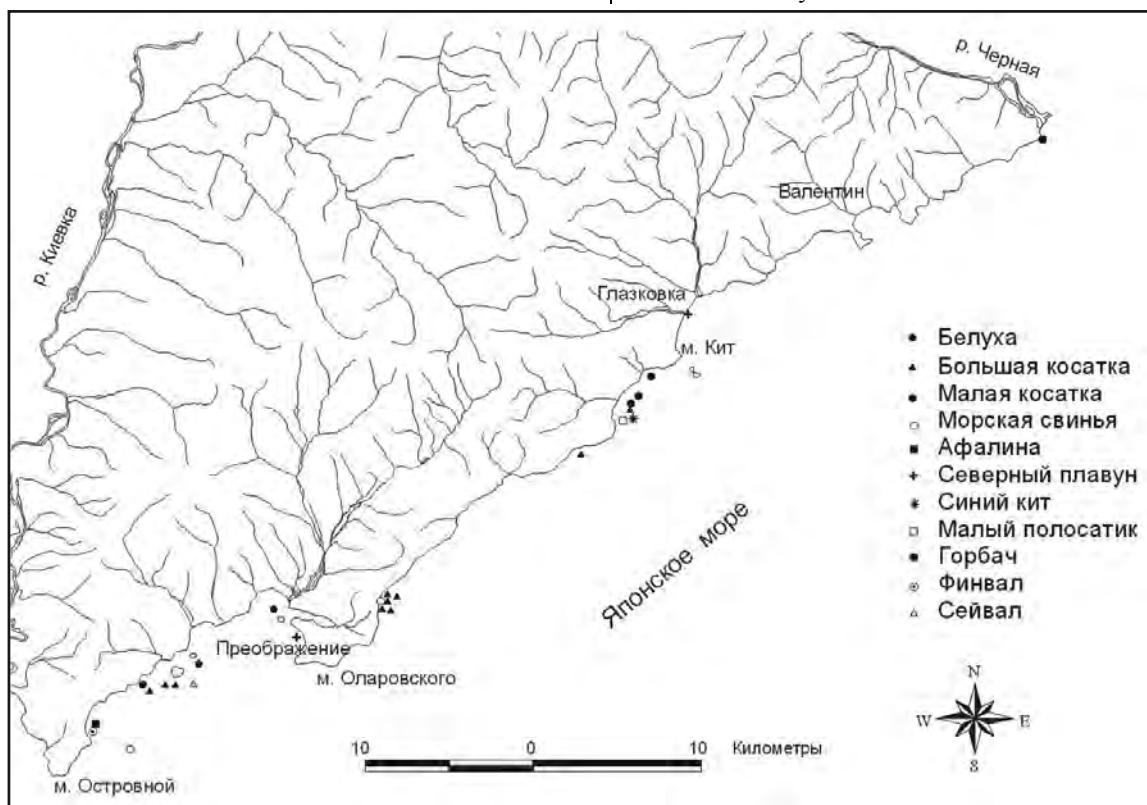 р. Черная
Валентин
р. Киевка
Глазковка
м. Кит
Белуха
Большая косатка
Малая косатка
Морская свинья
Афалина
Северный плавун
Синий кит
Малый полосатик
Горбач
Финвал
Сейвал
Японское море
Преображение
м. Оларовского
N
W E
S
10 0 10 Километры
м. Островной